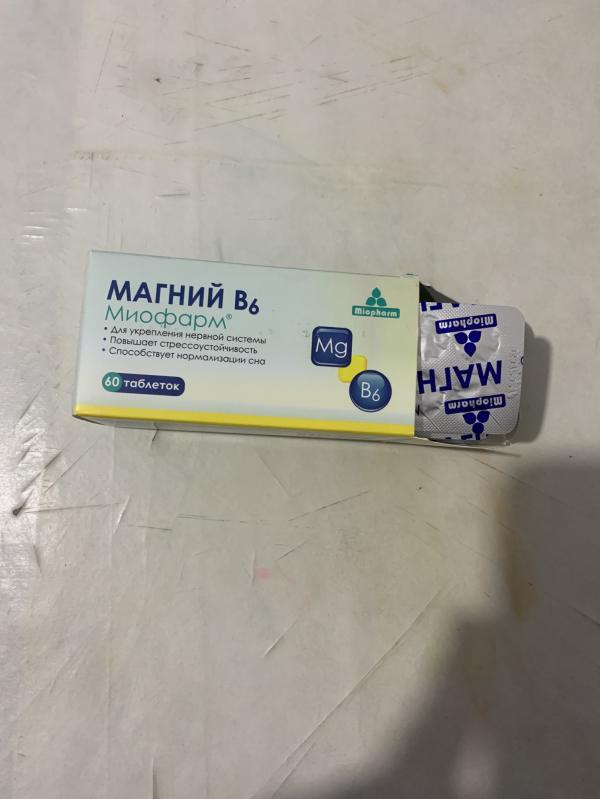 МАГНИЙ B6
Миофарм®
• Для укрепления нервной системы
• Повышает стрессоустойчивость
• Способствует нормализации сна
60 таблеток
Miopharm
Mg
B6
Miopharm
МАГН
Miopharm